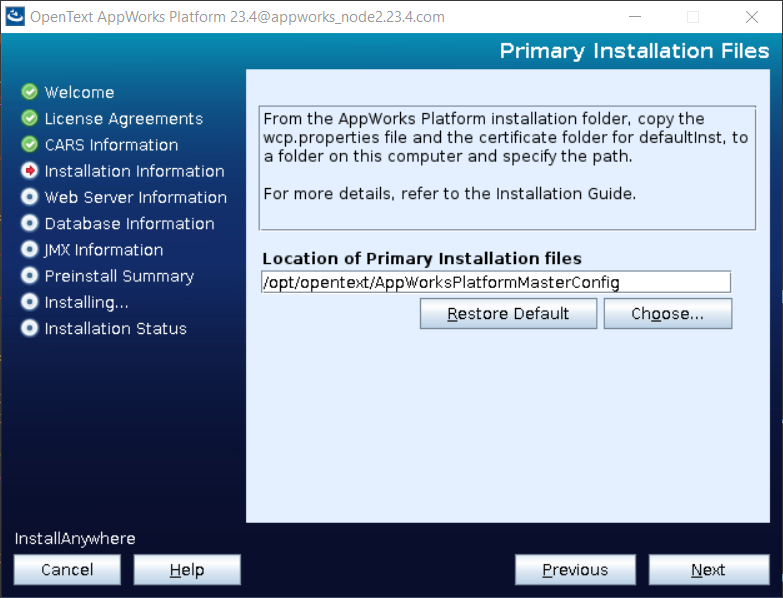 OpenText AppWorks Platform 23.4@appworks_node2.23.4.com
Primary Installation Files
Welcome
License Agreements
CARS Information
Installation Information
Web Server Information
Database Information
JMX Information
Preinstall Summary
Installing...
Installation Status
From the AppWorks Platform installation folder, copy the
wcp.properties file and the certificate folder for defaultInst, to
a folder on this computer and specify the path.
For more details, refer to the Installation Guide.
Location of Primary Installation files
/opt/opentext/AppWorksPlatformMasterConfig
Restore Default
Choose...
InstallAnywhere
Cancel
Help
Previous
Next